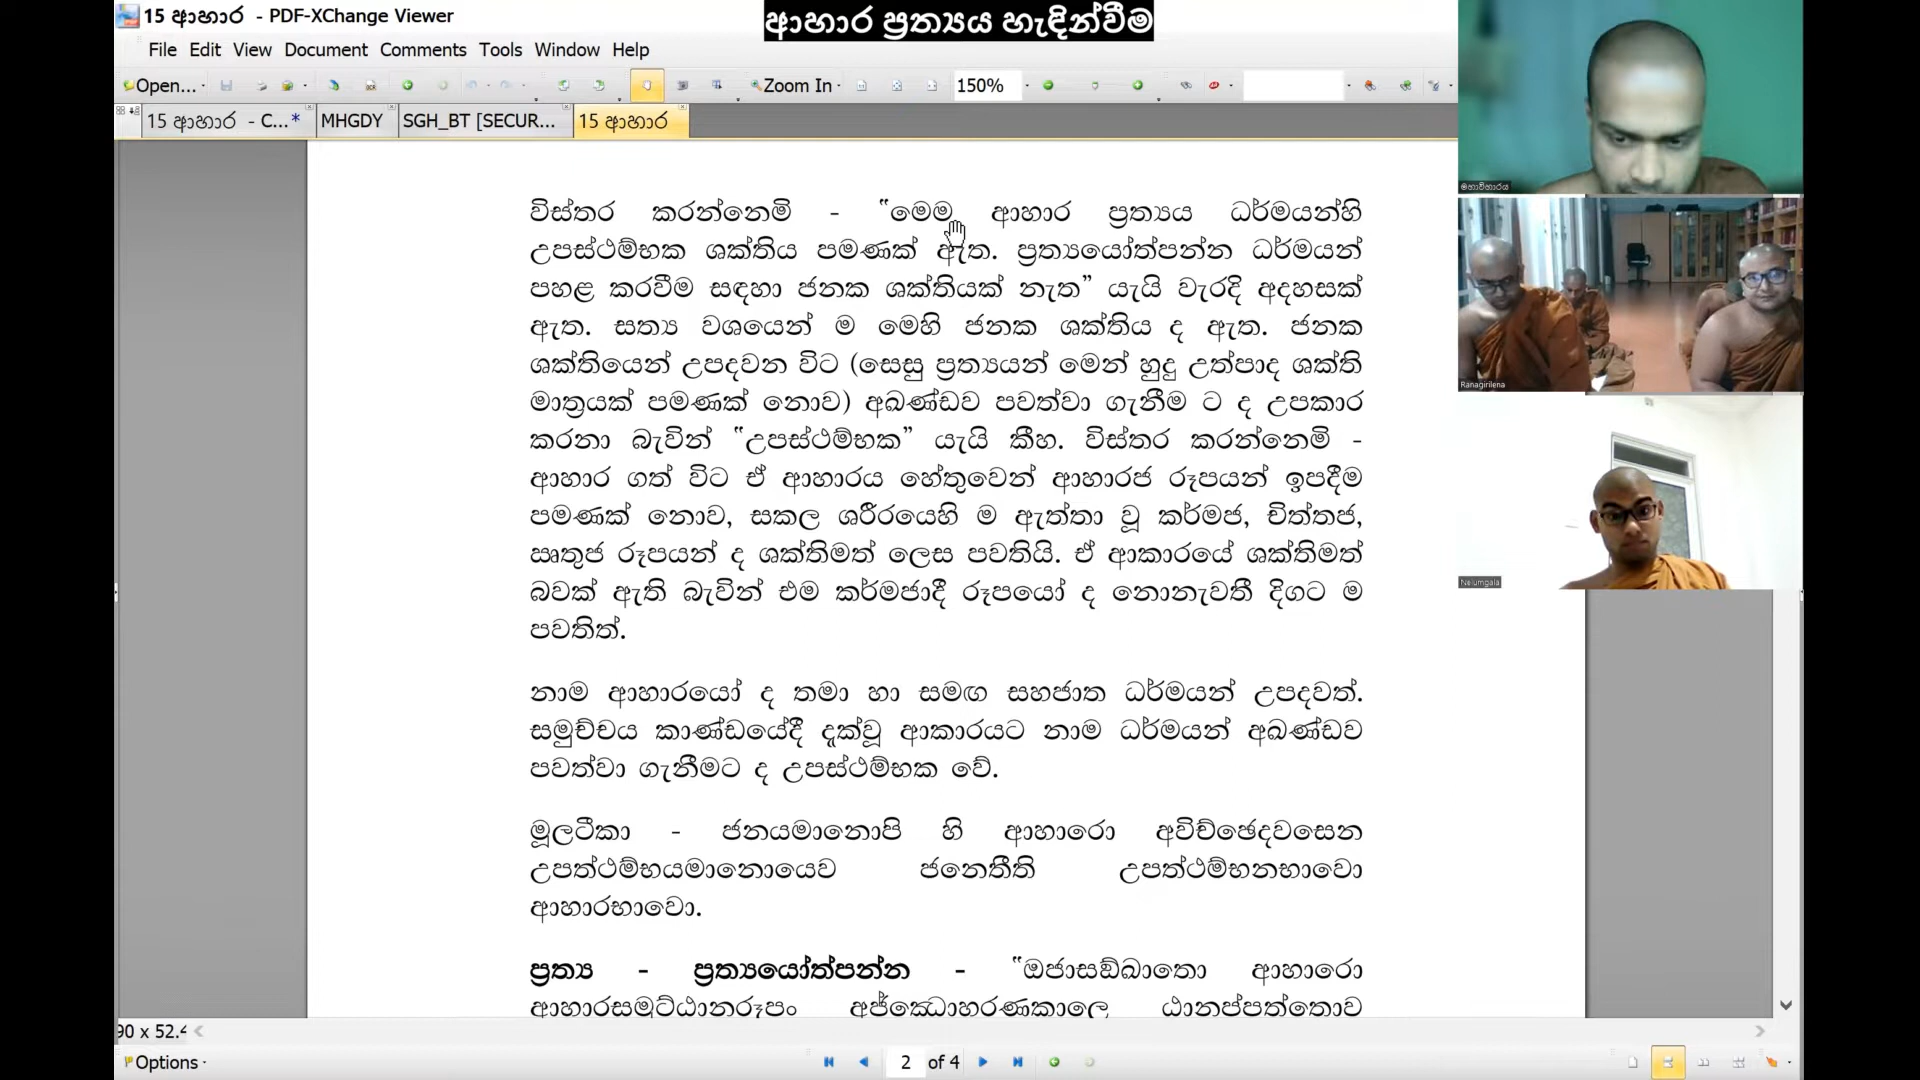 15 ආහාර - PDF-XChange Viewer
ආහාර ප්‍රත්‍යය හැඳින්වීම
File Edit View Document Comments Tools Window Help
Open... Zoom In 150%
15 ආහාර - C...* MHGDY SGH_BT [SECUR... 15 ආහාර
විස්තර කරන්නෙමි - “මෙම ආහාර ප්‍රත්‍යය ධර්මයන්හි
උපස්ථම්භක ශක්තිය පමණක් ඇත. ප්‍රත්‍යයෝත්පන්න ධර්මයන්
පහළ කරවීම සඳහා ජනක ශක්තියක් නැත” යැයි වැරදි අදහසක්
ඇත. සත්‍ය වශයෙන් ම මෙහි ජනක ශක්තිය ද ඇත. ජනක
ශක්තියෙන් උපදවන විට (සෙසු ප්‍රත්‍යයන් මෙන් හුදු උත්පාද ශක්ති
මාත්‍රයක් පමණක් නොව) අඛණ්ඩව පවත්වා ගැනීම ට ද උපකාර
කරනා බැවින් “උපස්ථම්භක” යැයි කීහ. විස්තර කරන්නෙමි -
ආහාර ගත් විට ඒ ආහාරය හේතුවෙන් ආහාරජ රූපයන් ඉපදීම
පමණක් නොව, සකල ශරීරයෙහි ම ඇත්තා වූ කර්මජ, චිත්තජ,
ඍතුජ රූපයන් ද ශක්තිමත් ලෙස පවතියි. ඒ ආකාරයේ ශක්තිමත්
බවක් ඇති බැවින් එම කර්මජාදී රූපයෝ ද නොනැවතී දිගට ම
පවතිත්.
නාම ආහාරයෝ ද තමා හා සමඟ සහජාත ධර්මයන් උපදවත්.
සමුච්චය කාණ්ඩයේදී දැක්වූ ආකාරයට නාම ධර්මයන් අඛණ්ඩව
පවත්වා ගැනීමට ද උපස්ථම්භක වේ.
මූලටීකා - ජනයමානොපි හි ආහාරො අවිච්ඡෙදවසෙන
උපත්ථම්භයමානොයෙව ජනෙතීති උපත්ථම්භනභාවො
ආහාරභාවො.
ප්‍රත්‍ය - ප්‍රත්‍යයෝත්පන්න - “ඔජාසඞ්ඛාතො ආහාරො
ආහාරසමුට්ඨානරූපං අජ්ඣොහරණකාලෙ ඨානප්පත්තොව
90 x 52.4
Options 2 of 4
මහාවිහාරය
Ranagirilena
Nelumgala